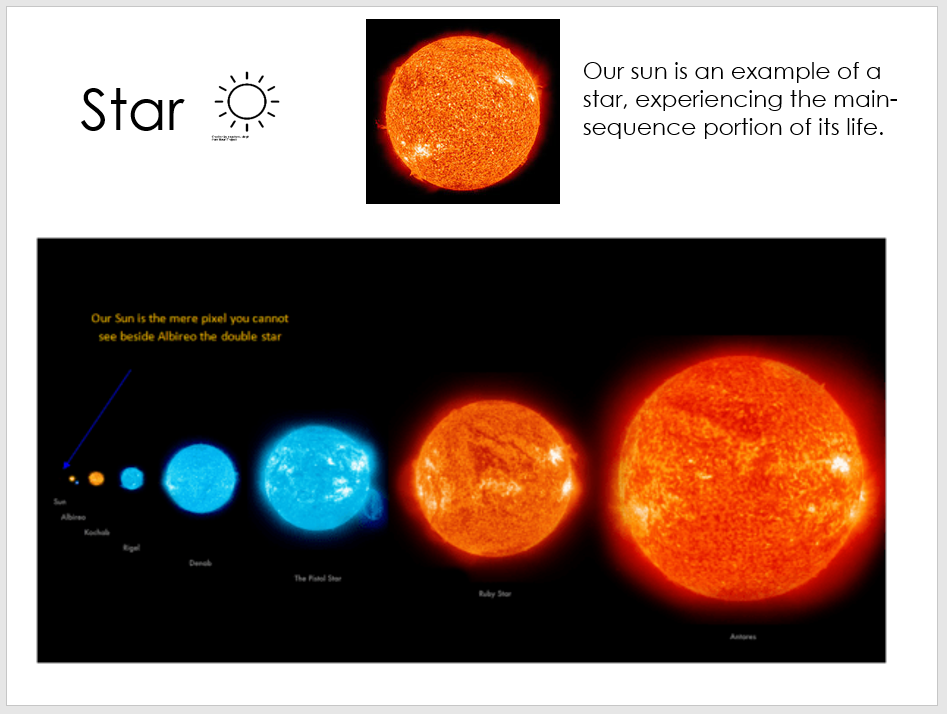 Star
Our sun is an example of a
star, experiencing the main-
sequence portion of its life.
Our Sun is the mere pixel you cannot
see beside Albireo the double star
Sun
Albireo
Kochab
Rigel
Deneb
The Pistol Star
Ruby Star
Antares